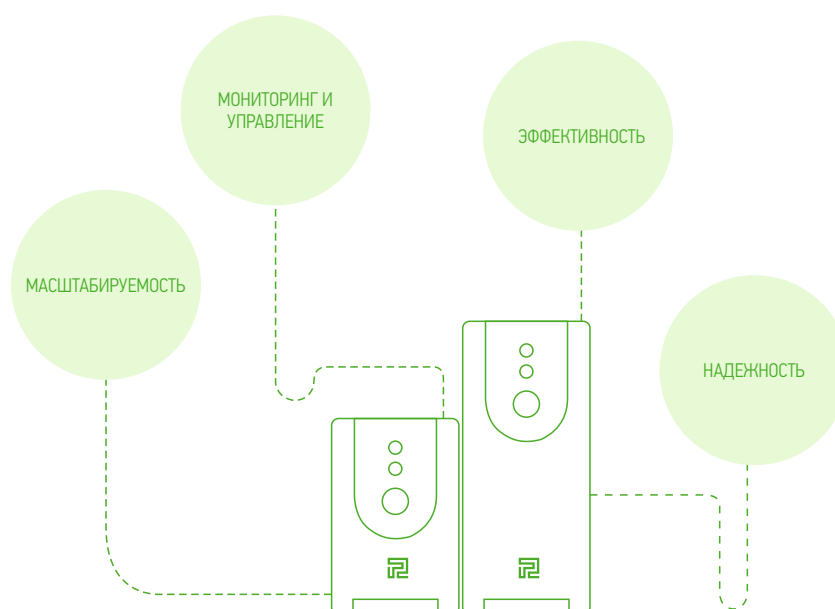 МОНИТОРИНГ И
УПРАВЛЕНИЕ
ЭФФЕКТИВНОСТЬ
МАСШТАБИРУЕМОСТЬ
НАДЕЖНОСТЬ